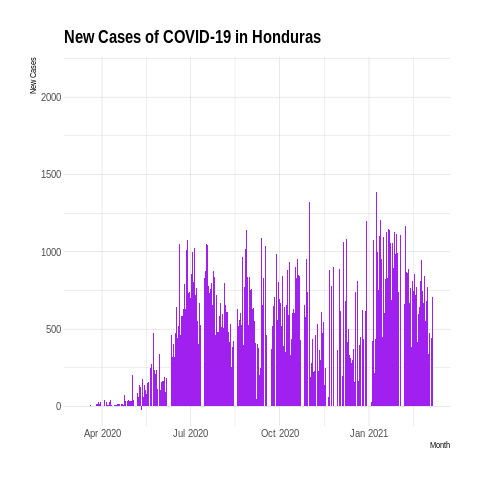 New Cases of COVID-19 in Honduras
New Cases
2000
1500
1000
500
0
Apr 2020 Jul 2020 Oct 2020 Jan 2021
Month